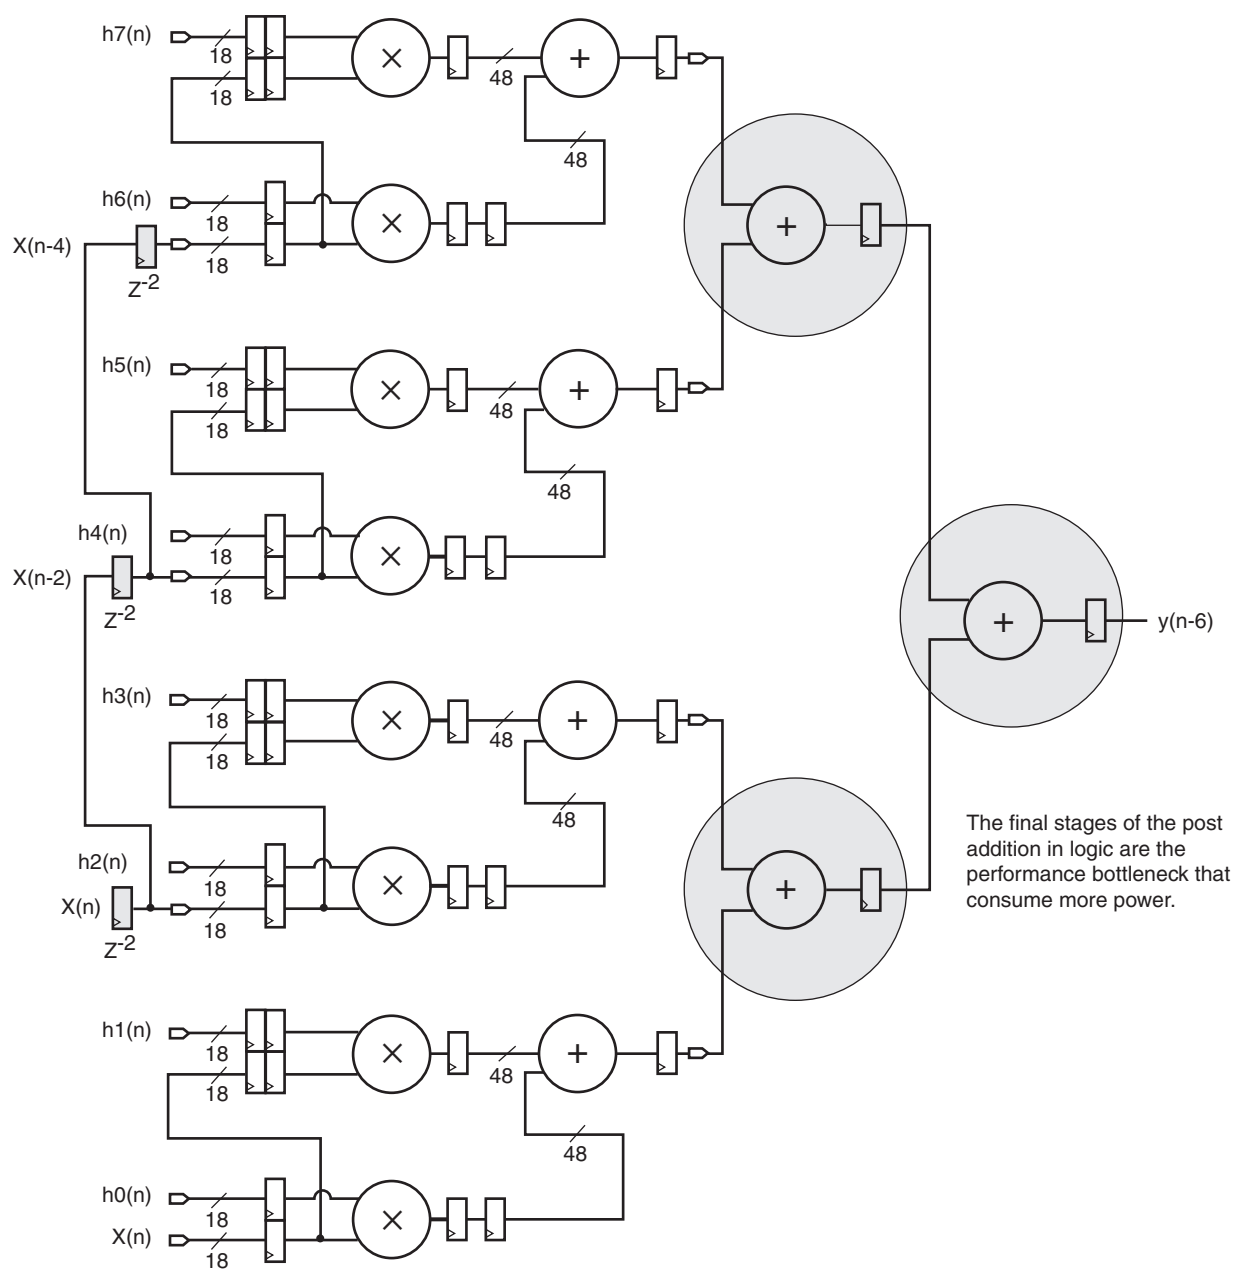 h7(n)
18
×
48
+
18
48
h6(n)
18
×
+
X(n-4)
18
Z-2
h5(n)
18
×
48
+
18
48
h4(n)
18
×
X(n-2)
18
Z-2
+
y(n-6)
h3(n)
18
×
48
+
18
48
The final stages of the post
addition in logic are the
performance bottleneck that
consume more power.
h2(n)
18
×
+
X(n)
18
Z-2
h1(n)
18
×
48
+
18
48
h0(n)
18
×
X(n)
18